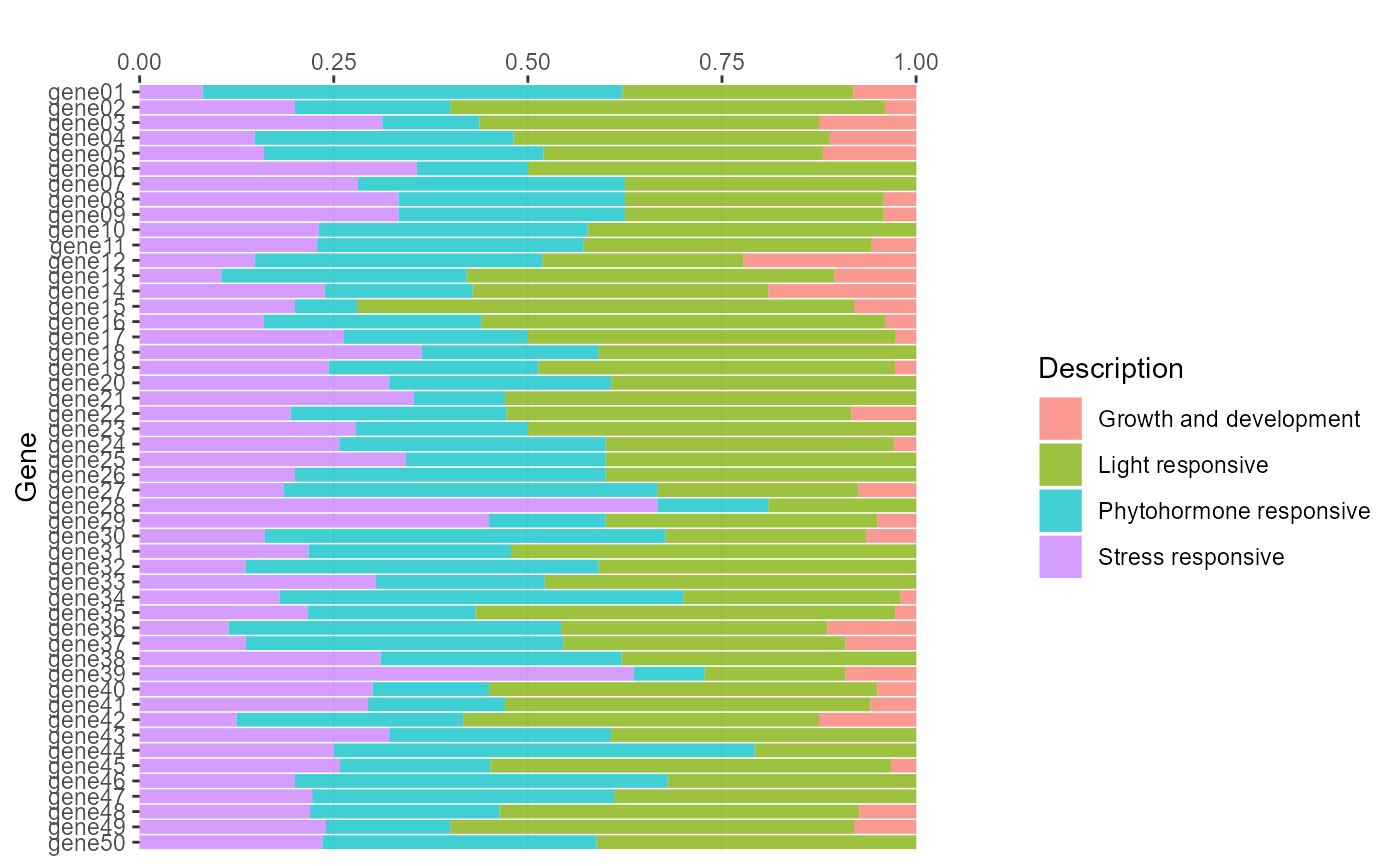 0.00 0.25 0.50 0.75 1.00
gene01
gene02
gene03
gene04
gene05
gene06
gene07
gene08
gene09
gene10
gene11
gene12
gene13
gene14
gene15
gene16
gene17
gene18
gene19
gene20
gene21
gene22
gene23
gene24
gene25
gene26
gene27
gene28
gene29
gene30
gene31
gene32
gene33
gene34
gene35
gene36
gene37
gene38
gene39
gene40
gene41
gene42
gene43
gene44
gene45
gene46
gene47
gene48
gene49
gene50
Gene
Description
Growth and development
Light responsive
Phytohormone responsive
Stress responsive